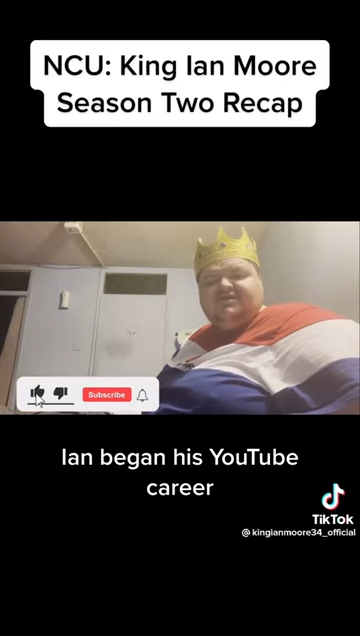 NCU: King Ian Moore
Season Two Recap
Subscribe
Ian began his YouTube
career
TikTok
@ kingianmoore34_official